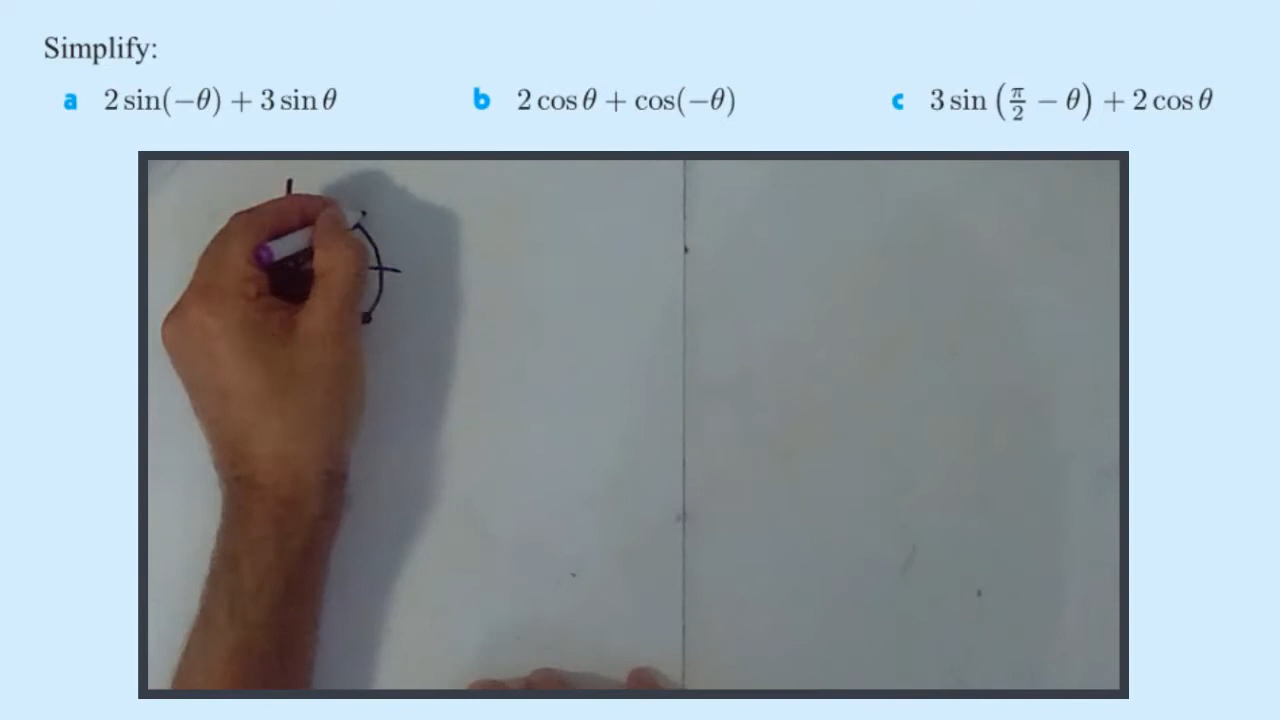 Simplify:
a 2 sin(−θ) + 3 sin θ b 2 cos θ + cos(−θ) c 3 sin (π/2 − θ) + 2 cos θ